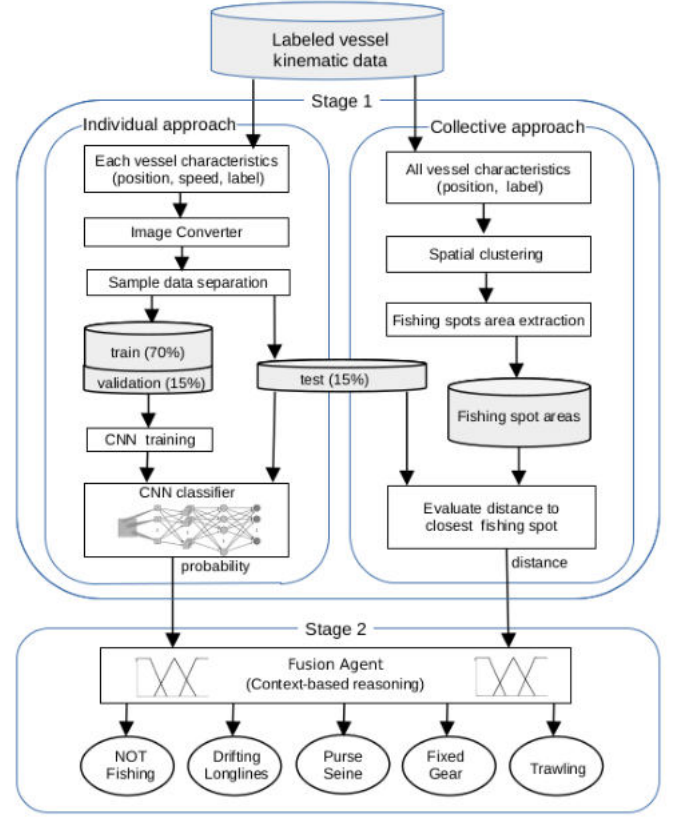 Labeled vessel
kinematic data
Stage 1
Individual approach
Each vessel characteristics
(position, speed, label)
Image Converter
Sample data separation
train (70%)
validation (15%)
test (15%)
CNN training
CNN classifier
probability
Collective approach
All vessel characteristics
(position, label)
Spatial clustering
Fishing spots area extraction
Fishing spot areas
Evaluate distance to
closest fishing spot
distance
Stage 2
Fusion Agent
(Context-based reasoning)
NOT
Fishing
Drifting
Longlines
Purse
Seine
Fixed
Gear
Trawling